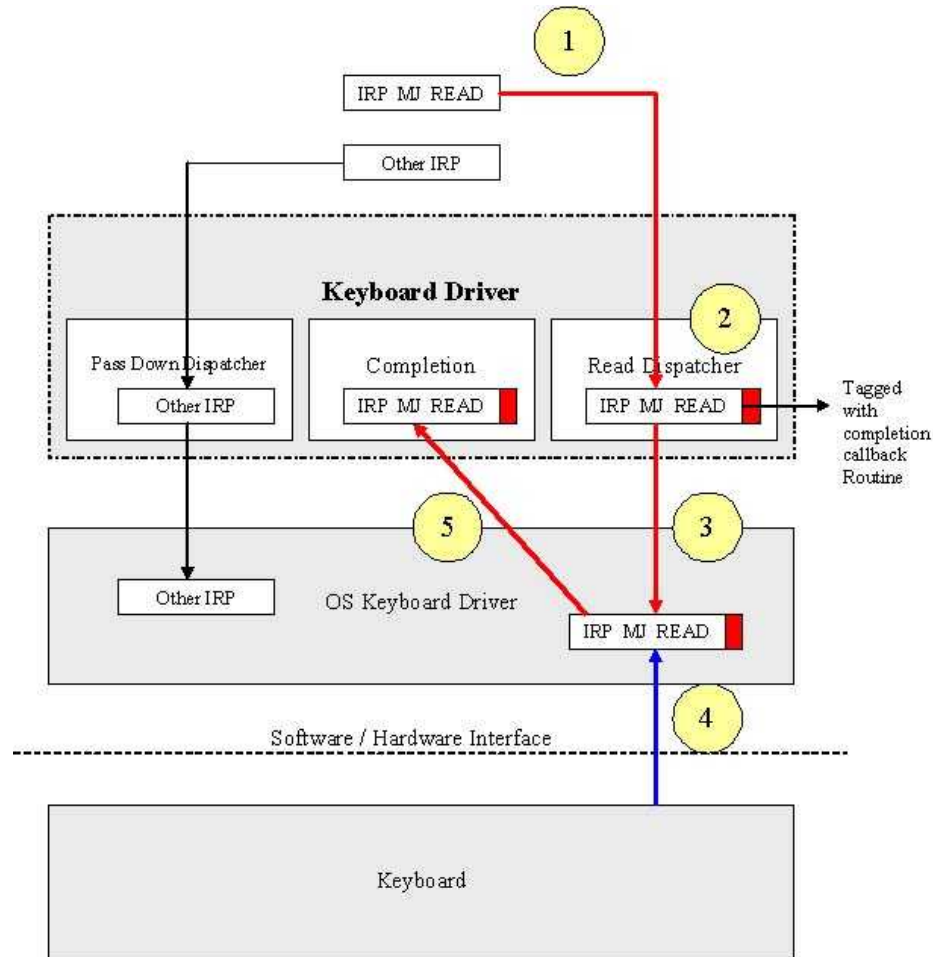 1
IRP MJ READ
Other IRP
Keyboard Driver
2
Pass Down Dispatcher
Completion
Read Dispatcher
Other IRP
IRP MJ READ
IRP MJ READ
Tagged
with
completion
callback
Routine
5
3
Other IRP
OS Keyboard Driver
IRP MJ READ
4
Software / Hardware Interface
Keyboard